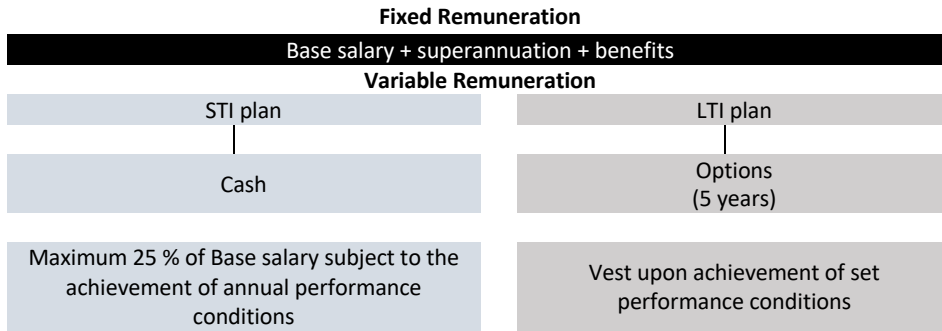 Fixed Remuneration
Base salary + superannuation + benefits
Variable Remuneration
STI plan
LTI plan
Cash
Options
(5 years)
Maximum 25 % of Base salary subject to the
achievement of annual performance
conditions
Vest upon achievement of set
performance conditions